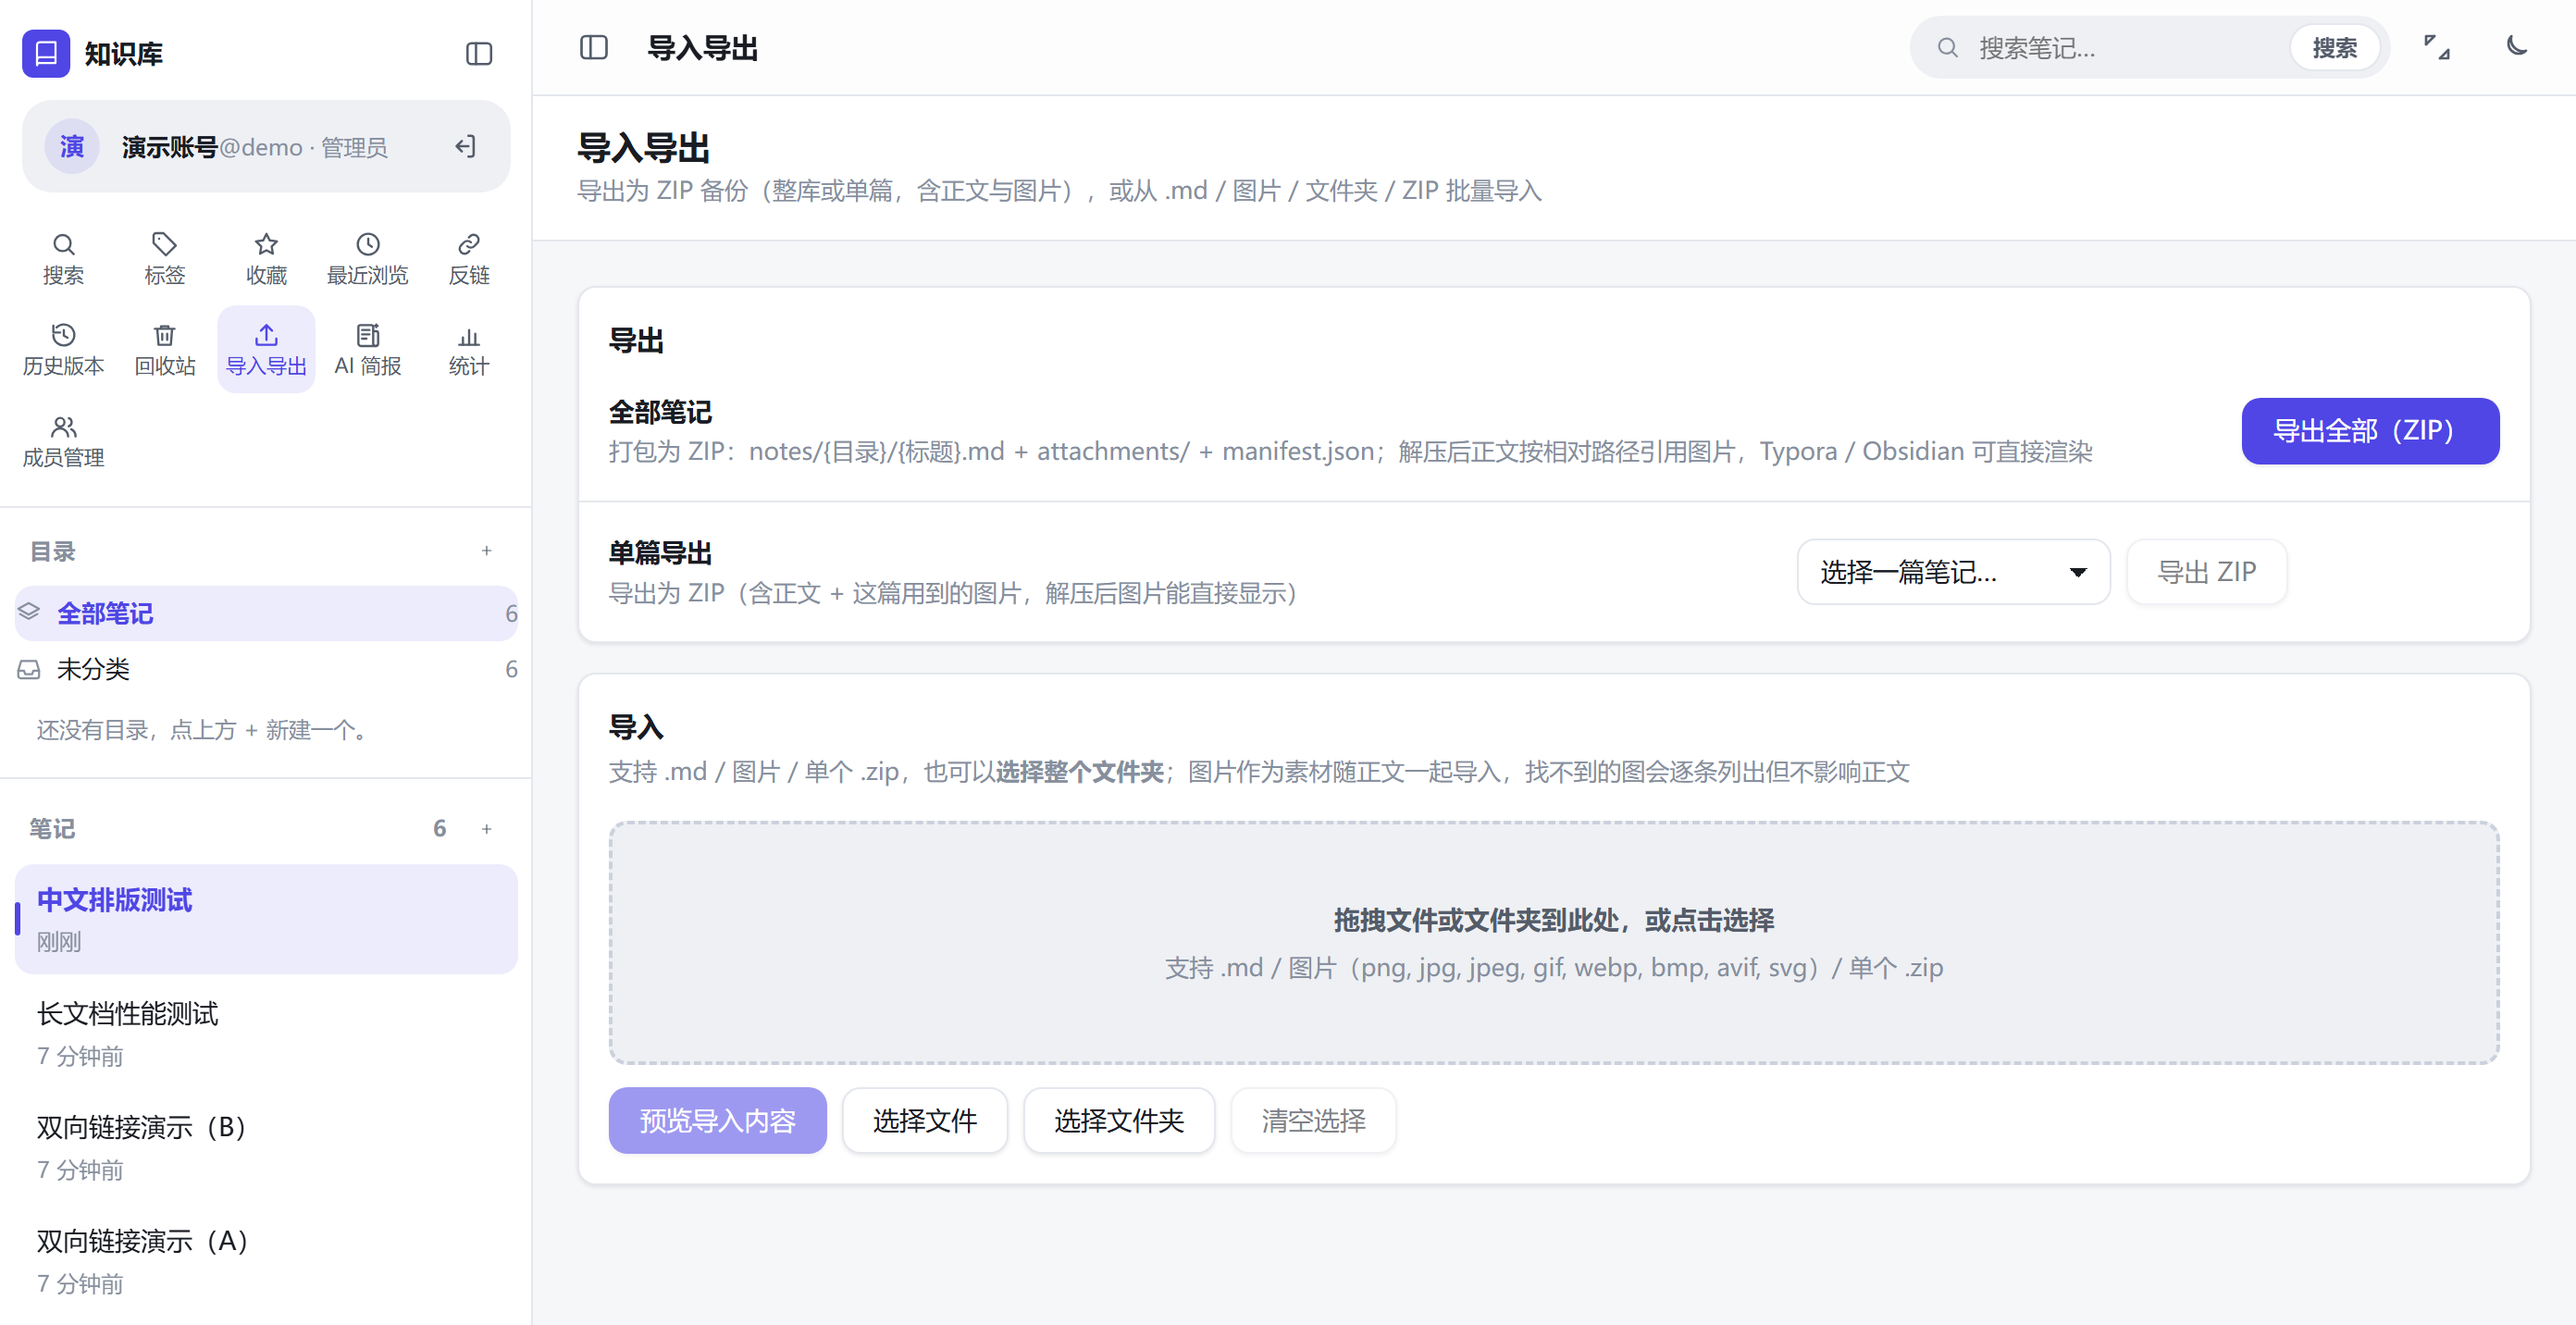 知识库
演
演示账号@demo · 管理员
搜索
标签
收藏
最近浏览
反链
历史版本
回收站
导入导出
AI 简报
统计
成员管理
目录
+
全部笔记
6
未分类
6
还没有目录，点上方 + 新建一个。
笔记
6
+
中文排版测试
刚刚
长文档性能测试
7 分钟前
双向链接演示（B）
7 分钟前
双向链接演示（A）
7 分钟前
导入导出
搜索笔记...
搜索
导入导出
导出为 ZIP 备份（整库或单篇，含正文与图片），或从 .md / 图片 / 文件夹 / ZIP 批量导入
导出
全部笔记
打包为 ZIP：notes/{目录}/{标题}.md + attachments/ + manifest.json；解压后正文按相对路径引用图片，Typora / Obsidian 可直接渲染
导出全部（ZIP）
单篇导出
导出为 ZIP（含正文 + 这篇用到的图片，解压后图片能直接显示）
选择一篇笔记...
导出 ZIP
导入
支持 .md / 图片 / 单个 .zip，也可以选择整个文件夹；图片作为素材随正文一起导入，找不到的图会逐条列出但不影响正文
拖拽文件或文件夹到此处，或点击选择
支持 .md / 图片（png, jpg, jpeg, gif, webp, bmp, avif, svg）/ 单个 .zip
预览导入内容
选择文件
选择文件夹
清空选择